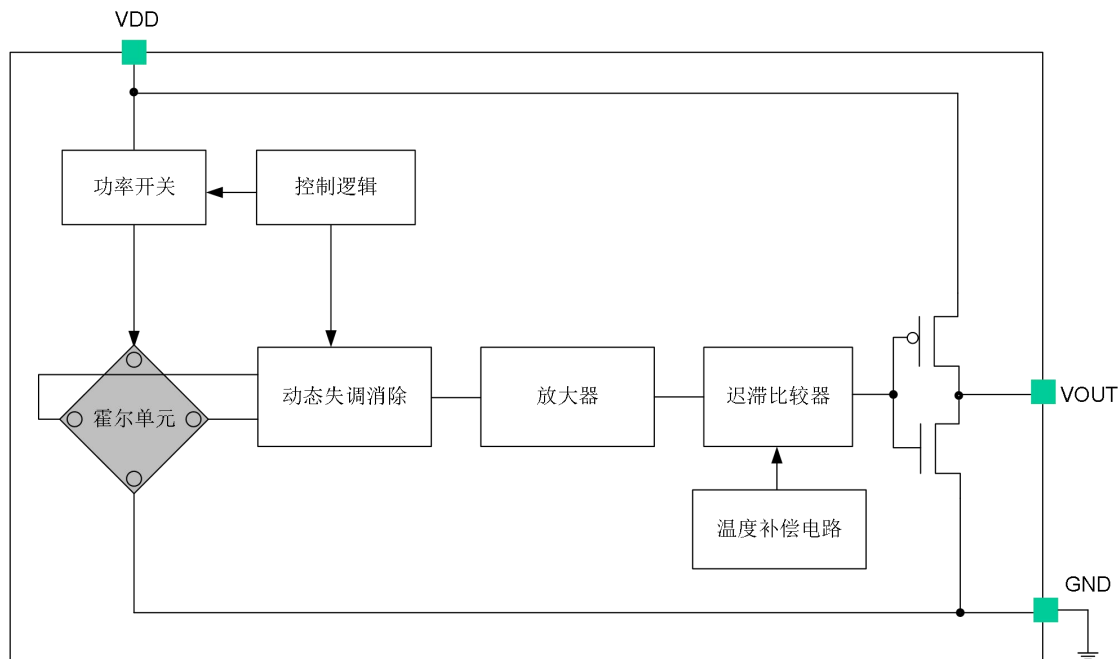 VDD
功率开关
控制逻辑
霍尔单元
动态失调消除
放大器
迟滞比较器
VOUT
温度补偿电路
GND